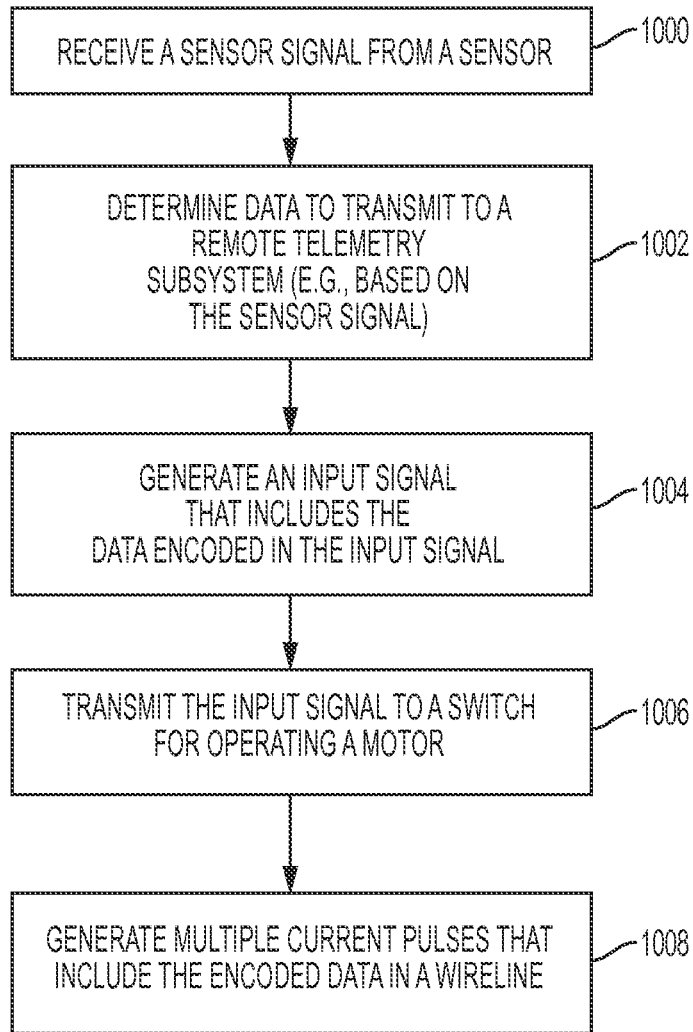 RECEIVE A SENSOR SIGNAL FROM A SENSOR
1000
DETERMINE DATA TO TRANSMIT TO A
REMOTE TELEMETRY
SUBSYSTEM (E.G., BASED ON
THE SENSOR SIGNAL)
1002
GENERATE AN INPUT SIGNAL
THAT INCLUDES THE
DATA ENCODED IN THE INPUT SIGNAL
1004
TRANSMIT THE INPUT SIGNAL TO A SWITCH
FOR OPERATING A MOTOR
1006
GENERATE MULTIPLE CURRENT PULSES THAT
INCLUDE THE ENCODED DATA IN A WIRELINE
1008